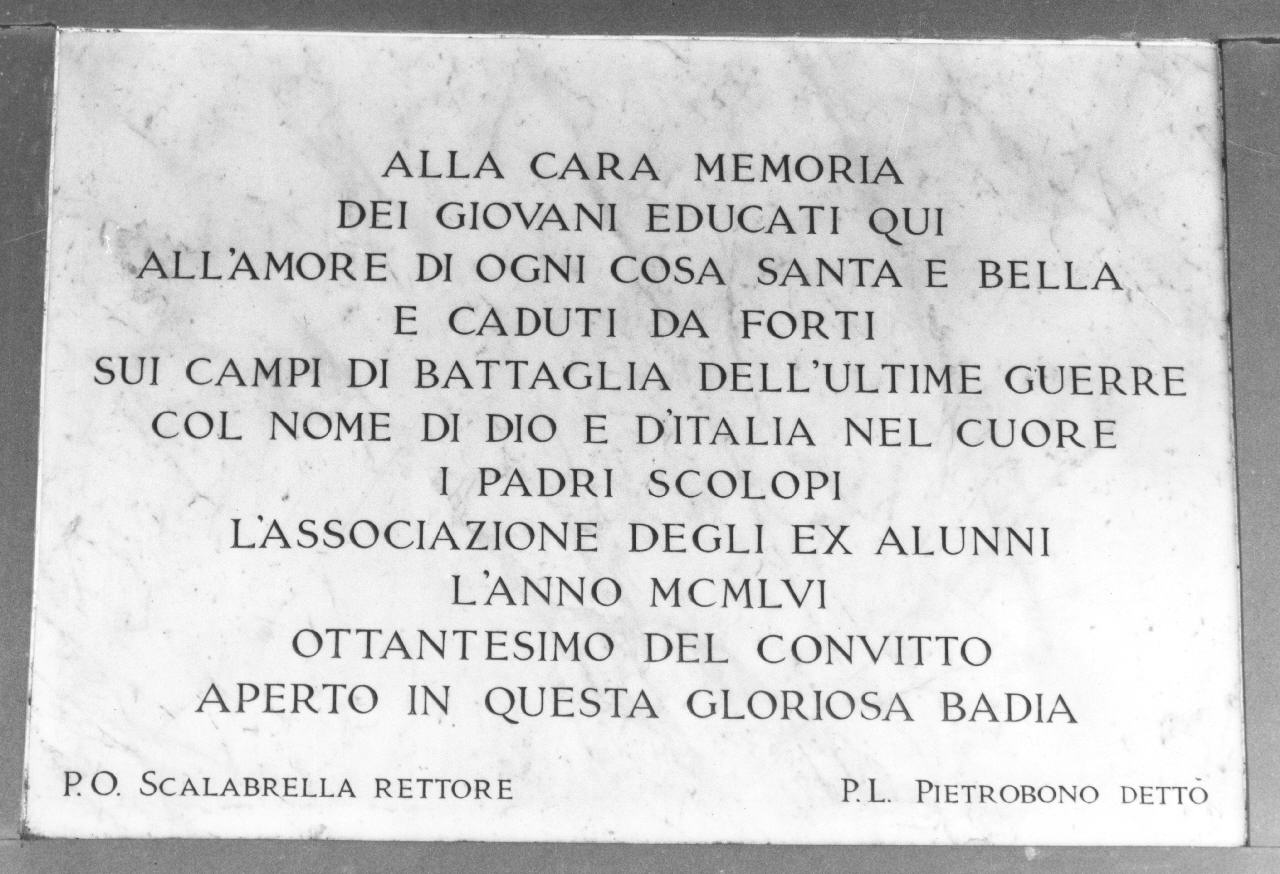 ALLA CARA MEMORIA
DEI GIOVANI EDUCATI QUI
ALL'AMORE DI OGNI COSA SANTA E BELLA
E CADUTI DA FORTI
SUI CAMPI DI BATTAGLIA DELL'ULTIME GUERRE
COL NOME DI DIO E D'ITALIA NEL CUORE
I PADRI SCOLOPI
L'ASSOCIAZIONE DEGLI EX ALUNNI
L'ANNO MCMLVI
OTTANTESIMO DEL CONVITTO
APERTO IN QUESTA GLORIOSA BADIA
P.O. SCALABRELLA RETTORE P.L. PIETROBONO DETTÒ